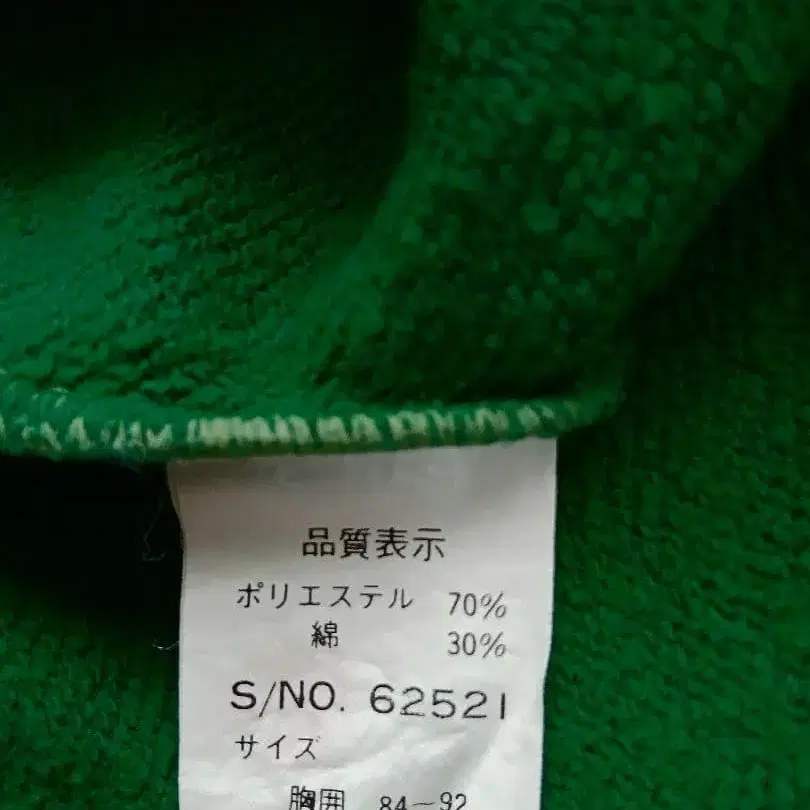 品質表示
ポリエステル 70%
綿 30%
S/NO. 62521
サイズ
胸囲 84-92